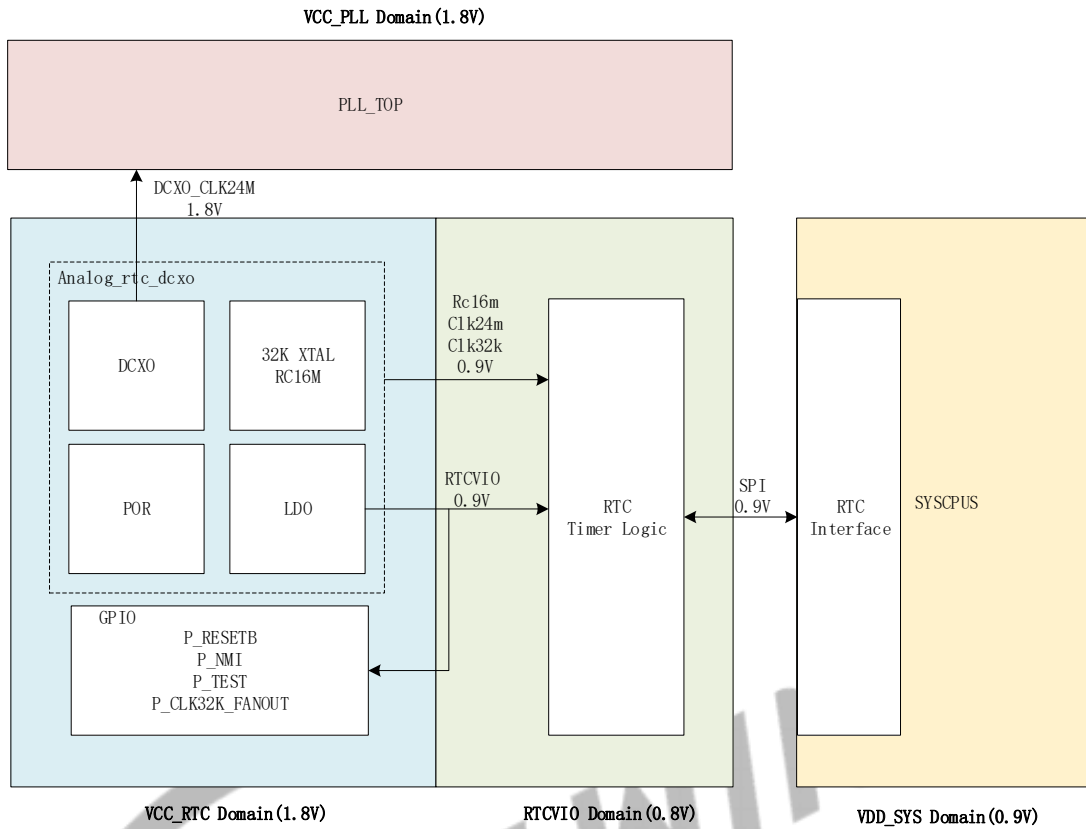 VCC_PLL Domain(1.8V)
PLL_TOP
DCXO_CLK24M
1.8V
Analog_rtc_dcxo
DCXO
32K XTAL
RC16M
POR
LDO
GPIO
P_RESETB
P_NMI
P_TEST
P_CLK32K_FANOUT
Rc16m
Clk24m
Clk32k
0.9V
RTCVIO
0.9V
RTC
Timer Logic
SPI
0.9V
RTC
Interface
SYSCPUS
VCC_RTC Domain(1.8V)
RTCVIO Domain(0.8V)
VDD_SYS Domain(0.9V)